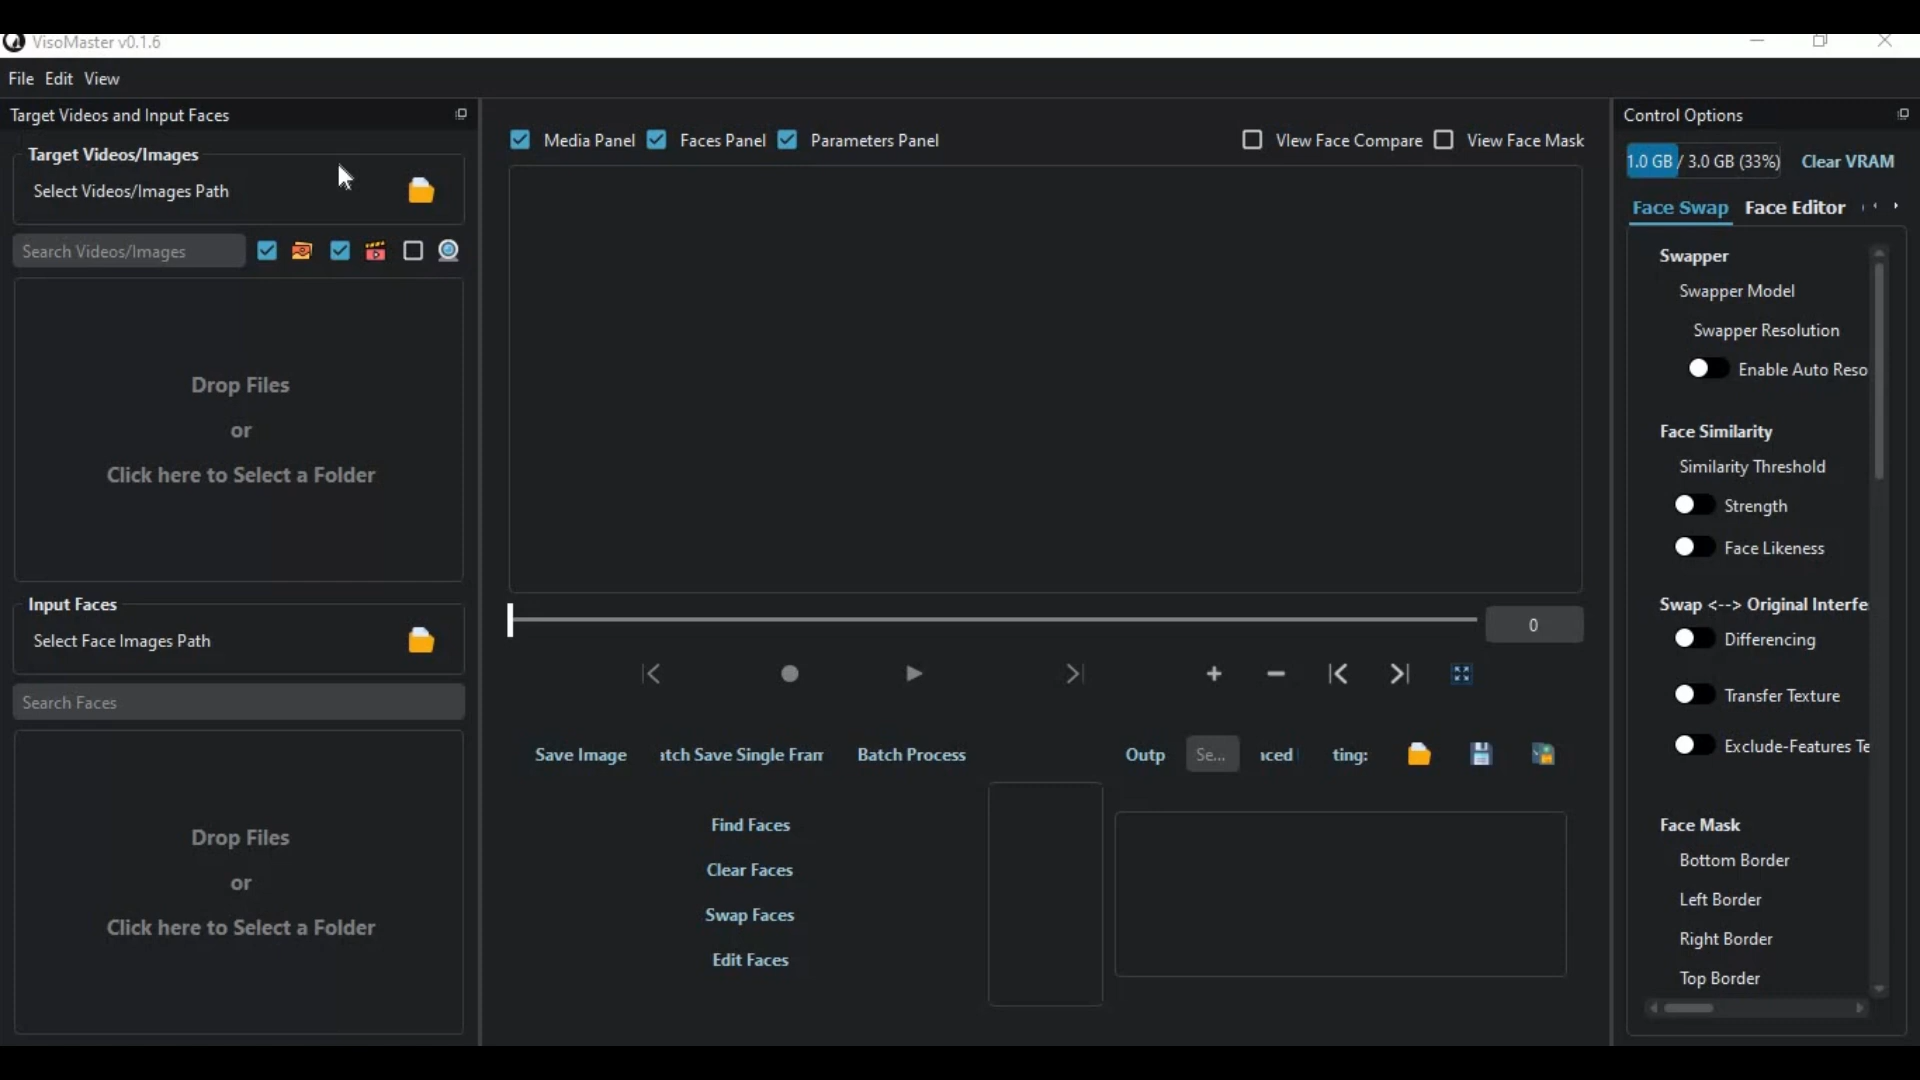 VisoMaster v0.1.6
File Edit View
Target Videos and Input Faces
Target Videos/Images
Select Videos/Images Path
Search Videos/Images
Drop Files
or
Click here to Select a Folder
Input Faces
Select Face Images Path
Search Faces
Drop Files
or
Click here to Select a Folder
Media Panel Faces Panel Parameters Panel VIew Face Compare View Face Mask
0
Save Image tch Save Single Fran Batch Process Outp Se... ced ting:
Find Faces
Clear Faces
Swap Faces
Edit Faces
Control Options
1.0 GB / 3.0 GB (33%) Clear VRAM
Face Swap Face Editor
Swapper
Swapper Model
Swapper Resolution
Enable Auto Reso
Face Similarity
Similarity Threshold
Strength
Face Likeness
Swap <--> Original Interfe
Differencing
Transfer Texture
Exclude-Features Te
Face Mask
Bottom Border
Left Border
Right Border
Top Border